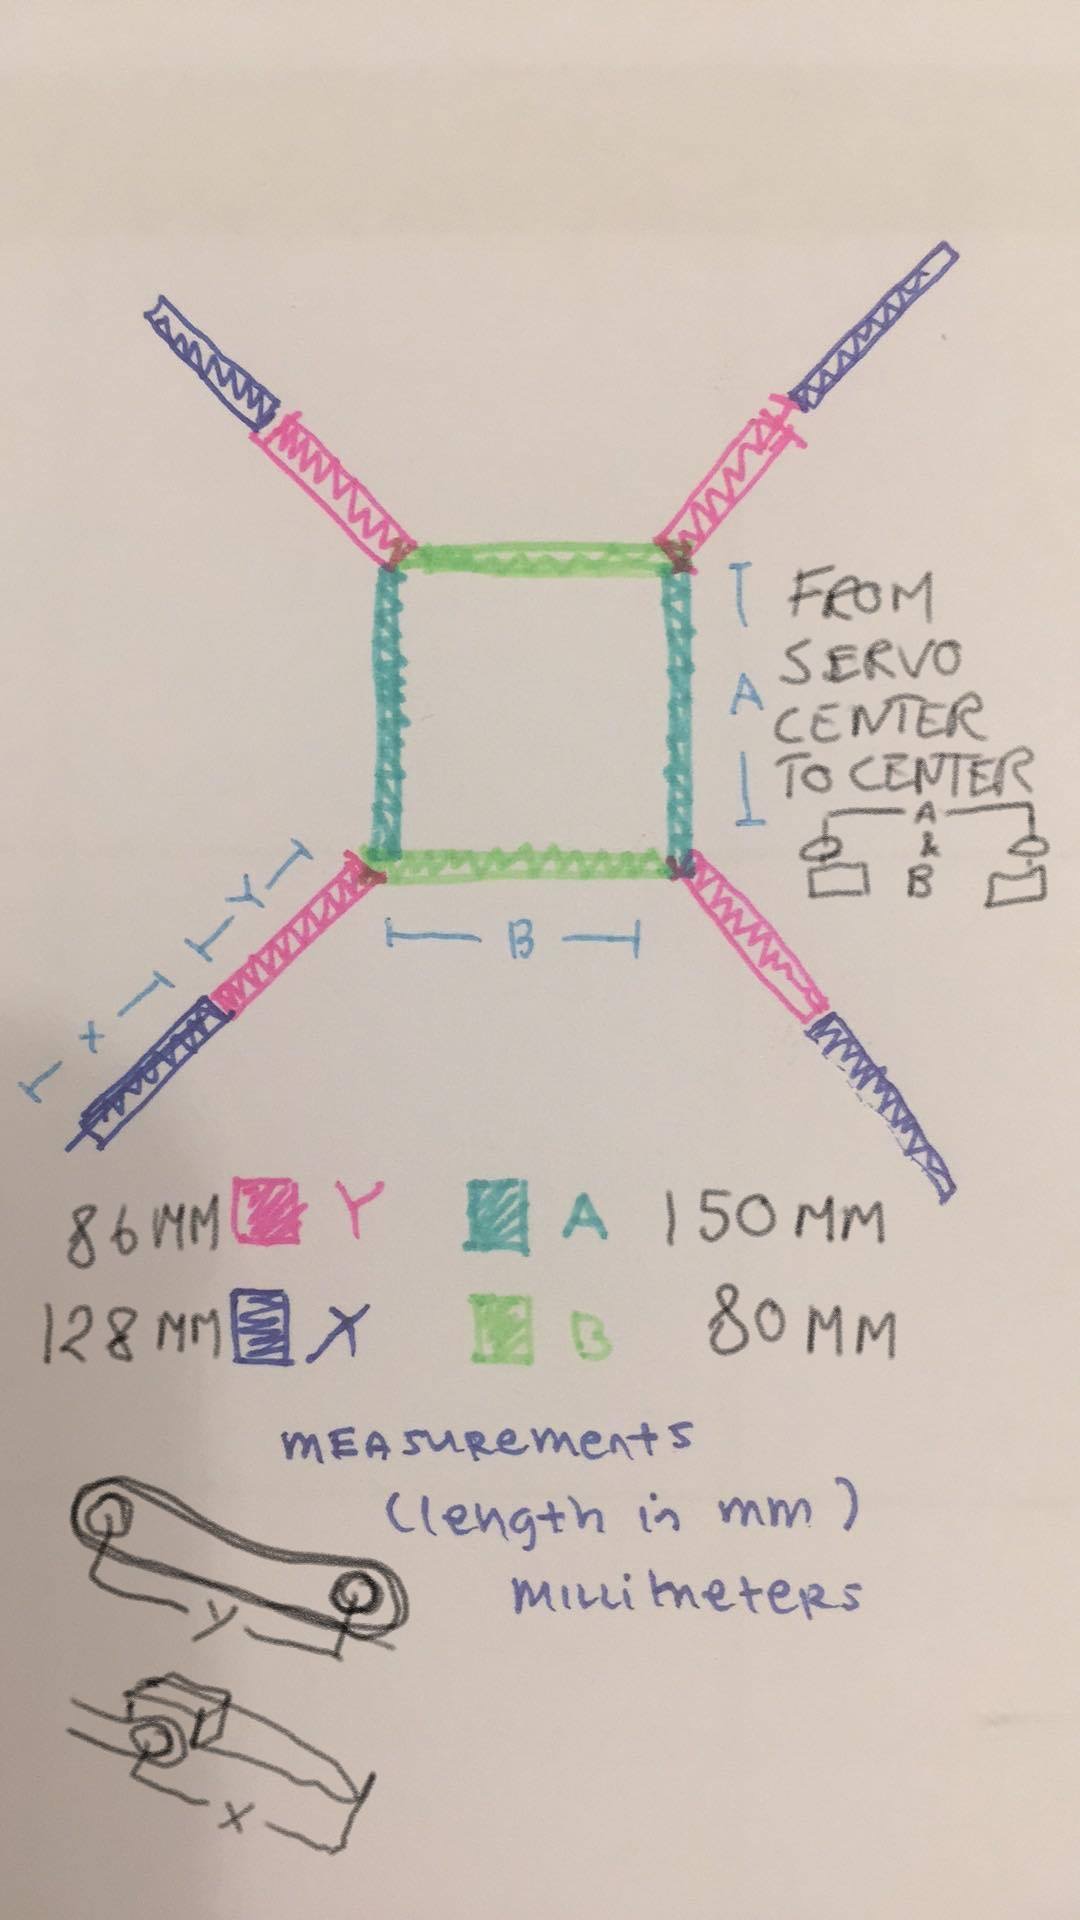 FROM
SERVO
A CENTER
TO CENTER
A
&
B
Y
B
X
86 MM Y A 150 MM
128 MM X B 80 MM
MEASUREMENTS
(length in mm)
MILLIMETERS
Y
X